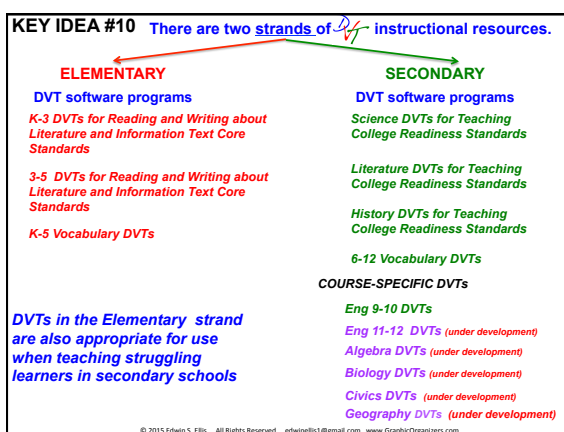 KEY IDEA #10 There are two strands of DVT instructional resources.
ELEMENTARY
DVT software programs
K-3 DVTs for Reading and Writing about
Literature and Information Text Core
Standards
3-5 DVTs for Reading and Writing about
Literature and Information Text Core
Standards
K-5 Vocabulary DVTs
DVTs in the Elementary strand
are also appropriate for use
when teaching struggling
learners in secondary schools
SECONDARY
DVT software programs
Science DVTs for Teaching
College Readiness Standards
Literature DVTs for Teaching
College Readiness Standards
History DVTs for Teaching
College Readiness Standards
6-12 Vocabulary DVTs
COURSE-SPECIFIC DVTs
Eng 9-10 DVTs
Eng 11-12 DVTs (under development)
Algebra DVTs (under development)
Biology DVTs (under development)
Civics DVTs (under development)
Geography DVTs (under development)
© 2015 Edwin S. Ellis All Rights Reserved edwinellis1@gmail.com www.GraphicOrganizers.com